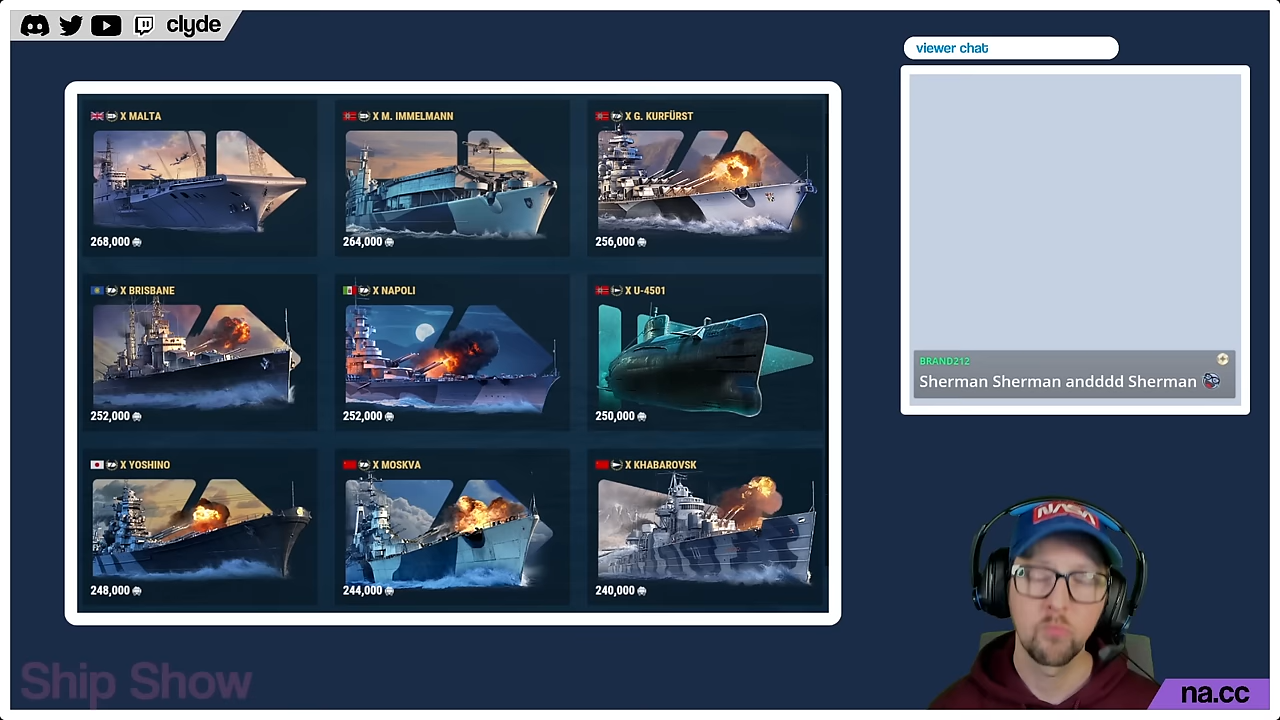 clyde
viewer chat
X MALTA
268,000
X M. IMMELMANN
264,000
X G. KURFÜRST
256,000
X BRISBANE
252,000
X NAPOLI
252,000
X U-4501
250,000
X YOSHINO
248,000
X MOSKVA
244,000
X KHABAROVSK
240,000
BRAND212
Sherman Sherman andddd Sherman
NASA
Ship Show
na.cc